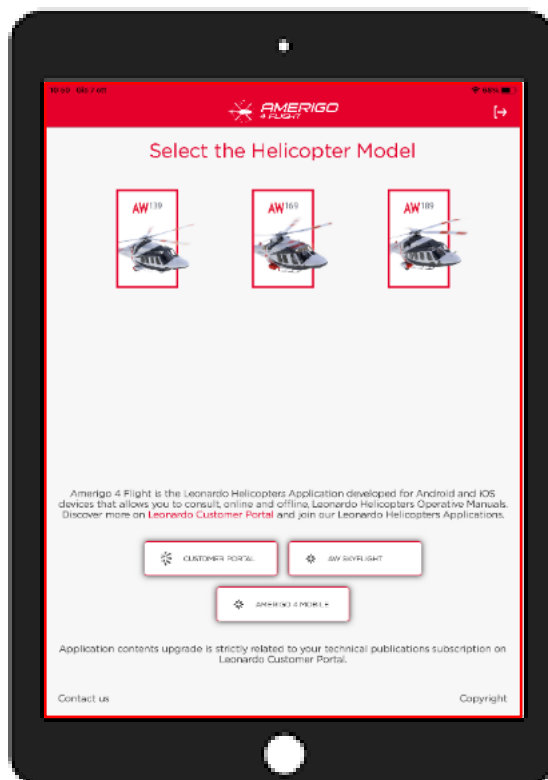 AMERIGO
4 FLIGHT
Select the Helicopter Model
AW139 AW169 AW189
Amerigo 4 Flight is the Leonardo Helicopters Application developed for Android and iOS
devices that allows you to consult, online and offline, Leonardo Helicopters Operative Manuals.
Discover more on Leonardo Customer Portal and join our Leonardo Helicopters Applications.
CUSTOMER PORTAL AW SKYFLIGHT
AMERIGO 4 MOBILE
Application contents upgrade is strictly related to your technical publications subscription on
Leonardo Customer Portal.
Contact us Copyright